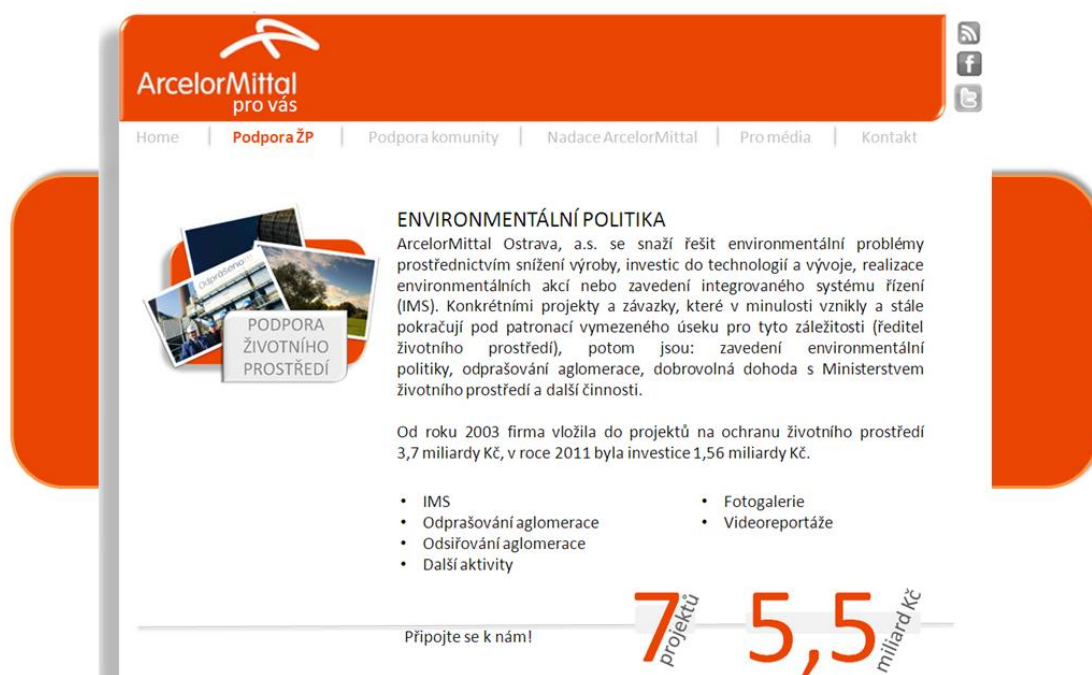 ArcelorMittal
pro vás
Home
Podpora ŽP
Podpora komunity
Nadace ArcelorMittal
Pro média
Kontakt
Odprášeno
PODPORA
ŽIVOTNÍHO
PROSTŘEDÍ
ENVIRONMENTÁLNÍ POLITIKA
ArcelorMittal Ostrava, a.s. se snaží řešit environmentální problémy
prostřednictvím snížení výroby, investic do technologií a vývoje, realizace
environmentálních akcí nebo zavedení integrovaného systému řízení
(IMS). Konkrétními projekty a závazky, které v minulosti vznikly a stále
pokračují pod patronací vymezeného úseku pro tyto záležitosti (ředitel
životního prostředí), potom jsou: zavedení environmentální
politiky, odprašování aglomerace, dobrovolná dohoda s Ministerstvem
životního prostředí a další činnosti.
Od roku 2003 firma vložila do projektů na ochranu životního prostředí
3,7 miliardy Kč, v roce 2011 byla investice 1,56 miliardy Kč.
• IMS
• Odprašování aglomerace
• Odsiřování aglomerace
• Další aktivity
• Fotogalerie
• Videoreportáže
Připojte se k nám!
7 projektů
5,5 miliard Kč